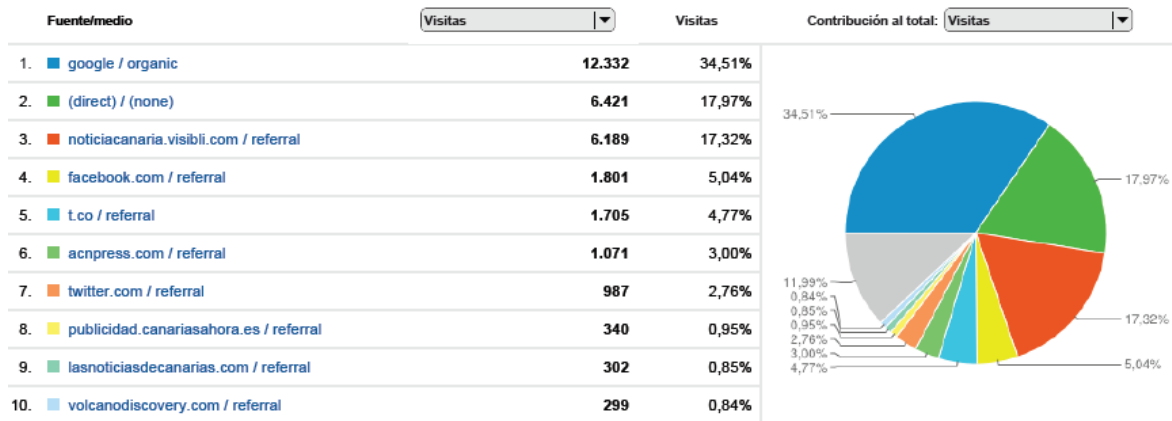 Fuente/medio Visitas Visitas Contribución al total: Visitas
1. google / organic 12.332 34,51%
2. (direct) / (none) 6.421 17,97%
3. noticiacanaria.visibli.com / referral 6.189 17,32%
4. facebook.com / referral 1.801 5,04%
5. t.co / referral 1.705 4,77%
6. acnpress.com / referral 1.071 3,00%
7. twitter.com / referral 987 2,76%
8. publicidad.canariasahora.es / referral 340 0,95%
9. lasnoticiasdecanarias.com / referral 302 0,85%
10. volcanodiscovery.com / referral 299 0,84%
34,51%
17,97%
11,99%
0,84%
0,85%
0,95%
17,32%
2,76%
3,00%
4,77%
5,04%